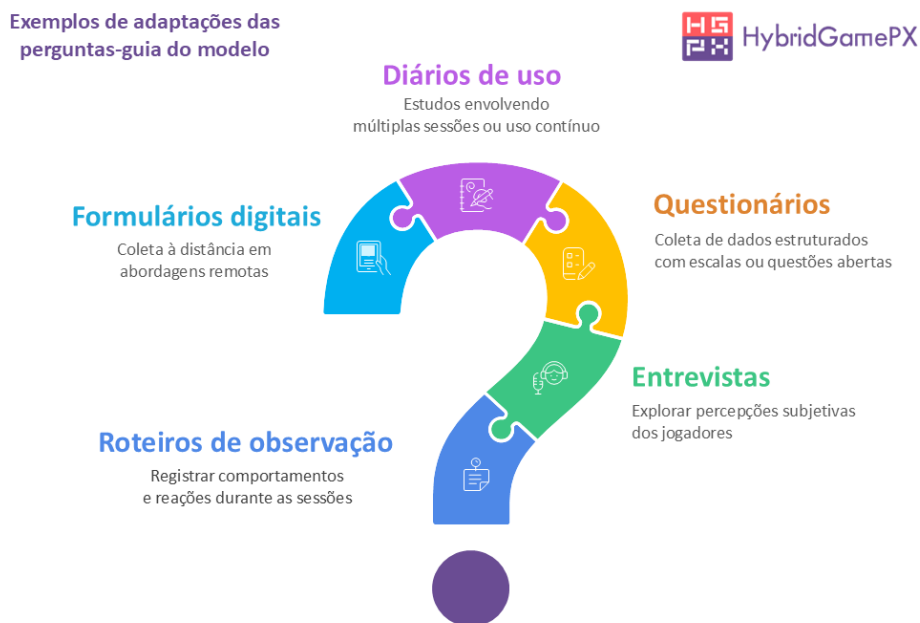 Exemplos de adaptações das
perguntas-guia do modelo
HG
PX
HybridGamePX
Diários de uso
Estudos envolvendo
múltiplas sessões ou uso contínuo
Formulários digitais
Coleta à distância em
abordagens remotas
Questionários
Coleta de dados estruturados
com escalas ou questões abertas
Entrevistas
Explorar percepções subjetivas
dos jogadores
Roteiros de observação
Registrar comportamentos
e reações durante as sessões